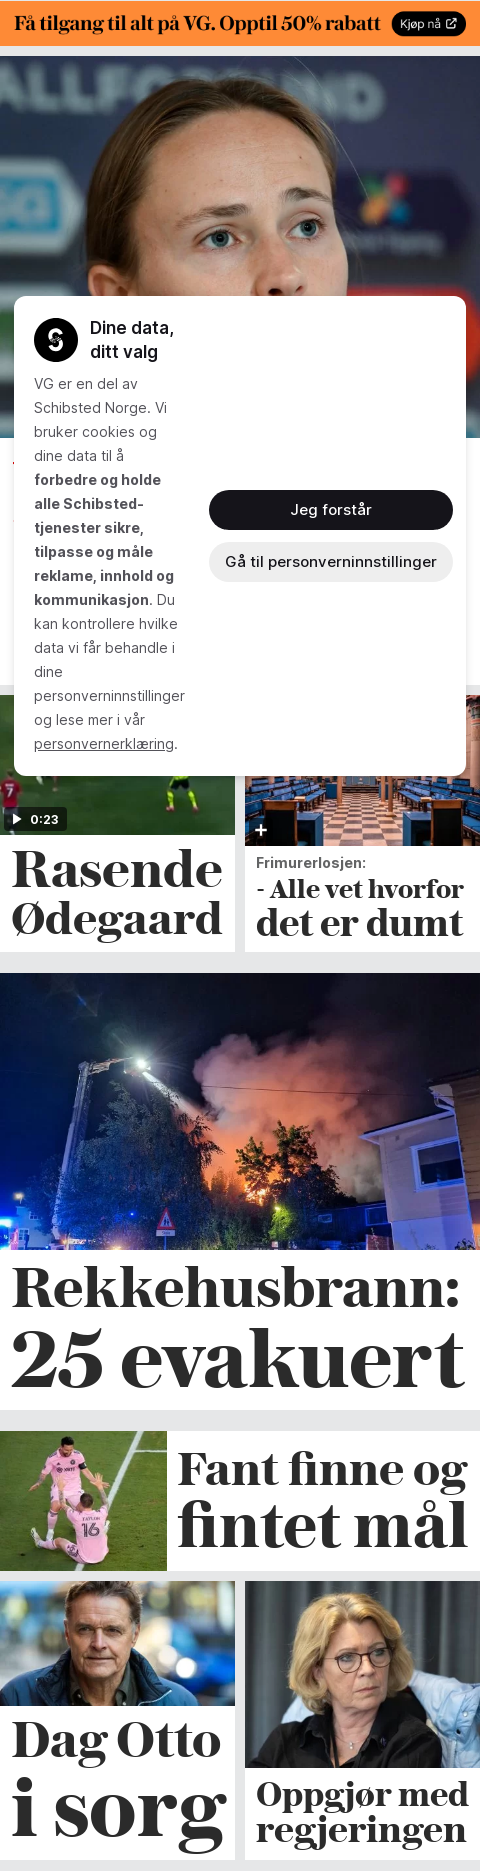 Få tilgang til alt på VG. Opptil 50% rabatt
Kjøp nå
ALLFORBUND
Dine data,
ditt valg
VG er en del av
Schibsted Norge. Vi
bruker cookies og
dine data til å
forbedre og holde
alle Schibsted-
tjenester sikre,
tilpasse og måle
reklame, innhold og
kommunikasjon. Du
kan kontrollere hvilke
data vi får behandle i
dine
personverninnstillinger
og lese mer i vår
personvernerklæring.
Jeg forstår
Gå til personverninnstillinger
7
0:23
Rasende
Ødegaard
Frimurerlosjen:
- Alle vet hvorfor
det er dumt
Rekkehusbrann:
25 evakuert
TAYLOR
16
Fant finne og
fintet mål
Dag Otto
i sorg
Oppgjør med
regjeringen